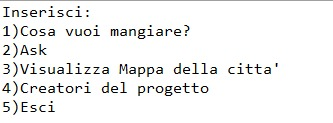 Inserisci:
1)Cosa vuoi mangiare?
2)Ask
3)Visualizza Mappa della citta'
4)Creatori del progetto
5)Esci